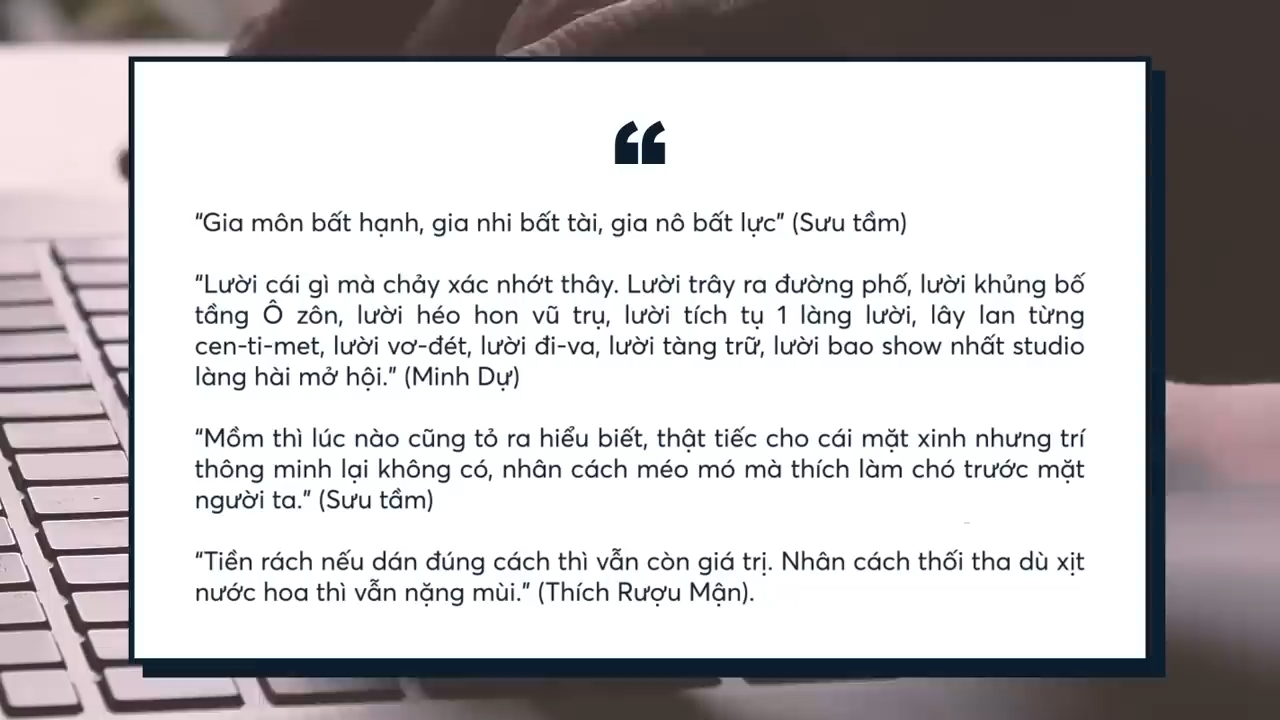 “Gia môn bất hạnh, gia nhi bất tài, gia nô bất lực” (Sưu tầm)
“Lười cái gì mà chảy xác nhớt thây. Lười trây ra đường phố, lười khủng bố
tầng Ô zôn, lười héo hon vũ trụ, lười tích tụ 1 làng lười, lây lan từng
cen-ti-met, lười vơ-đét, lười đi-va, lười tàng trữ, lười bao show nhất studio
làng hài mở hội.” (Minh Dự)
“Mồm thì lúc nào cũng tỏ ra hiểu biết, thật tiếc cho cái mặt xinh nhưng trí
thông minh lại không có, nhân cách méo mó mà thích làm chó trước mặt
người ta.” (Sưu tầm)
“Tiền rách nếu dán đúng cách thì vẫn còn giá trị. Nhân cách thối tha dù xịt
nước hoa thì vẫn nặng mùi.” (Thích Rượu Mận).